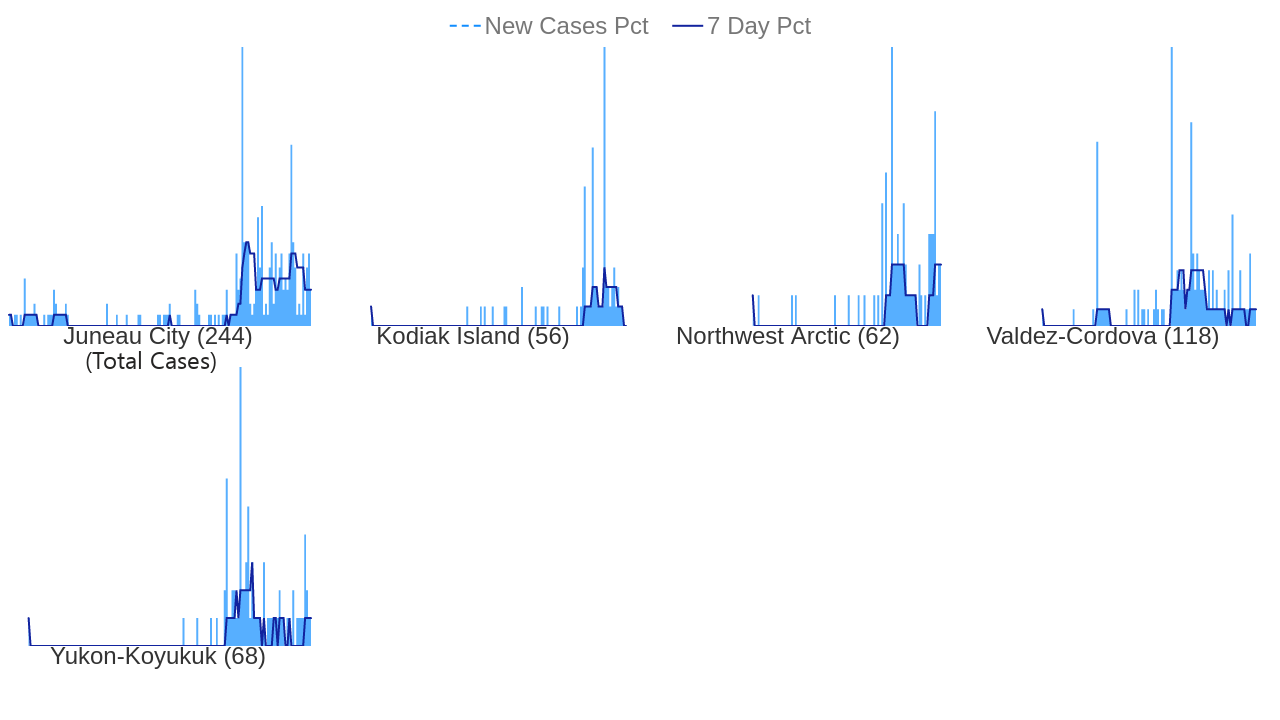 New Cases Pct 7 Day Pct
Juneau City (244)
(Total Cases)
Kodiak Island (56)
Northwest Arctic (62)
Valdez-Cordova (118)
Yukon-Koyukuk (68)